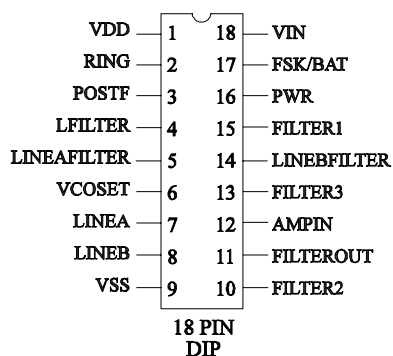 VDD 1 18 VIN
RING 2 17 FSK/BAT
POSTF 3 16 PWR
LFILTER 4 15 FILTER1
LINEAFILTER 5 14 LINEBFILTER
VCOSET 6 13 FILTER3
LINEA 7 12 AMPIN
LINEB 8 11 FILTEROUT
VSS 9 10 FILTER2
18 PIN
DIP